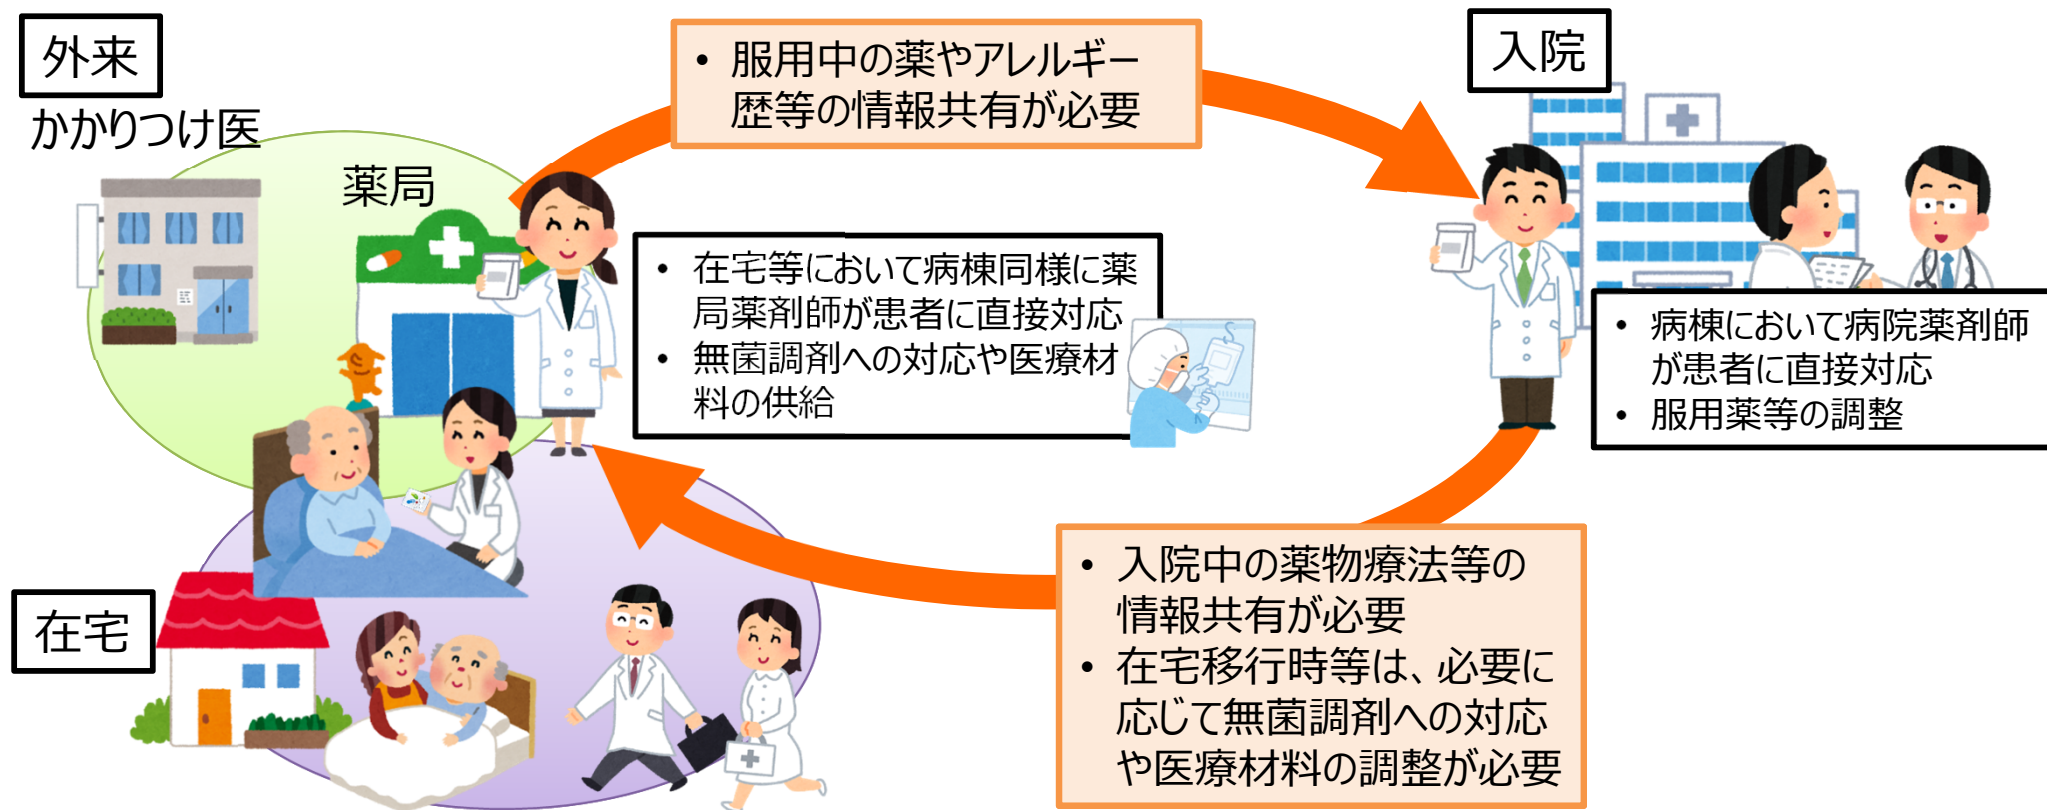 外来
かかりつけ医
薬局
• 服用中の薬やアレルギー
歴等の情報共有が必要
入院
• 在宅等において病棟同様に薬
局薬剤師が患者に直接対応
• 無菌調剤への対応や医療材
料の供給
• 病棟において病院薬剤師
が患者に直接対応
• 服用薬等の調整
在宅
• 入院中の薬物療法等の
情報共有が必要
• 在宅移行時等は、必要に
応じて無菌調剤への対応
や医療材料の調整が必要